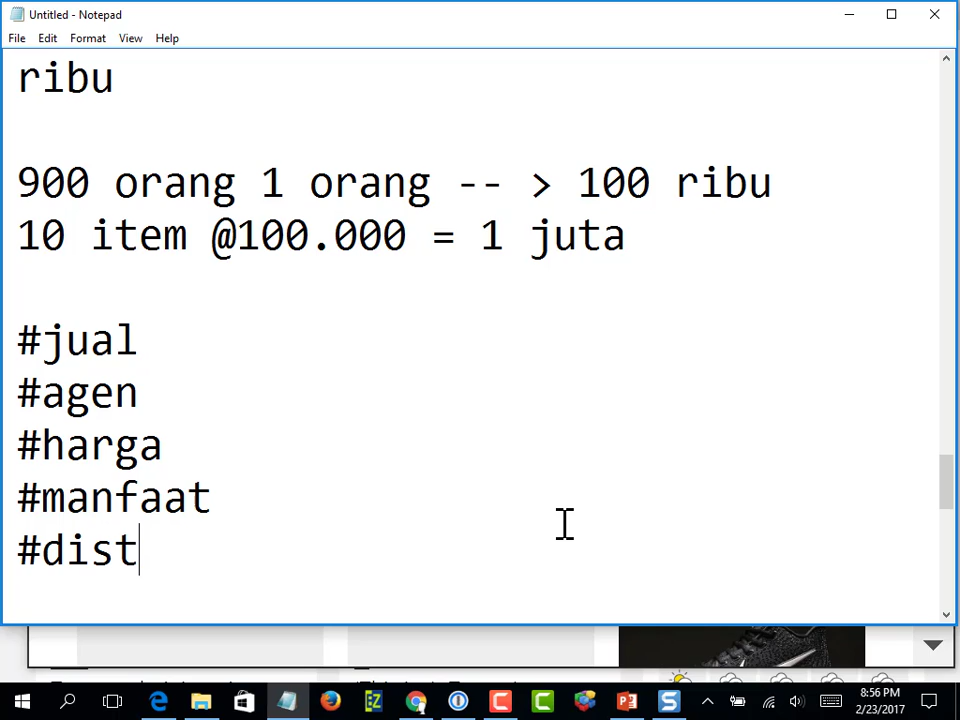 Untitled - Notepad
File Edit Format View Help
ribu
900 orang 1 orang -- > 100 ribu
10 item @100.000 = 1 juta
#jual
#agen
#harga
#manfaat
#dist
EZ
8:56 PM
2/23/2017